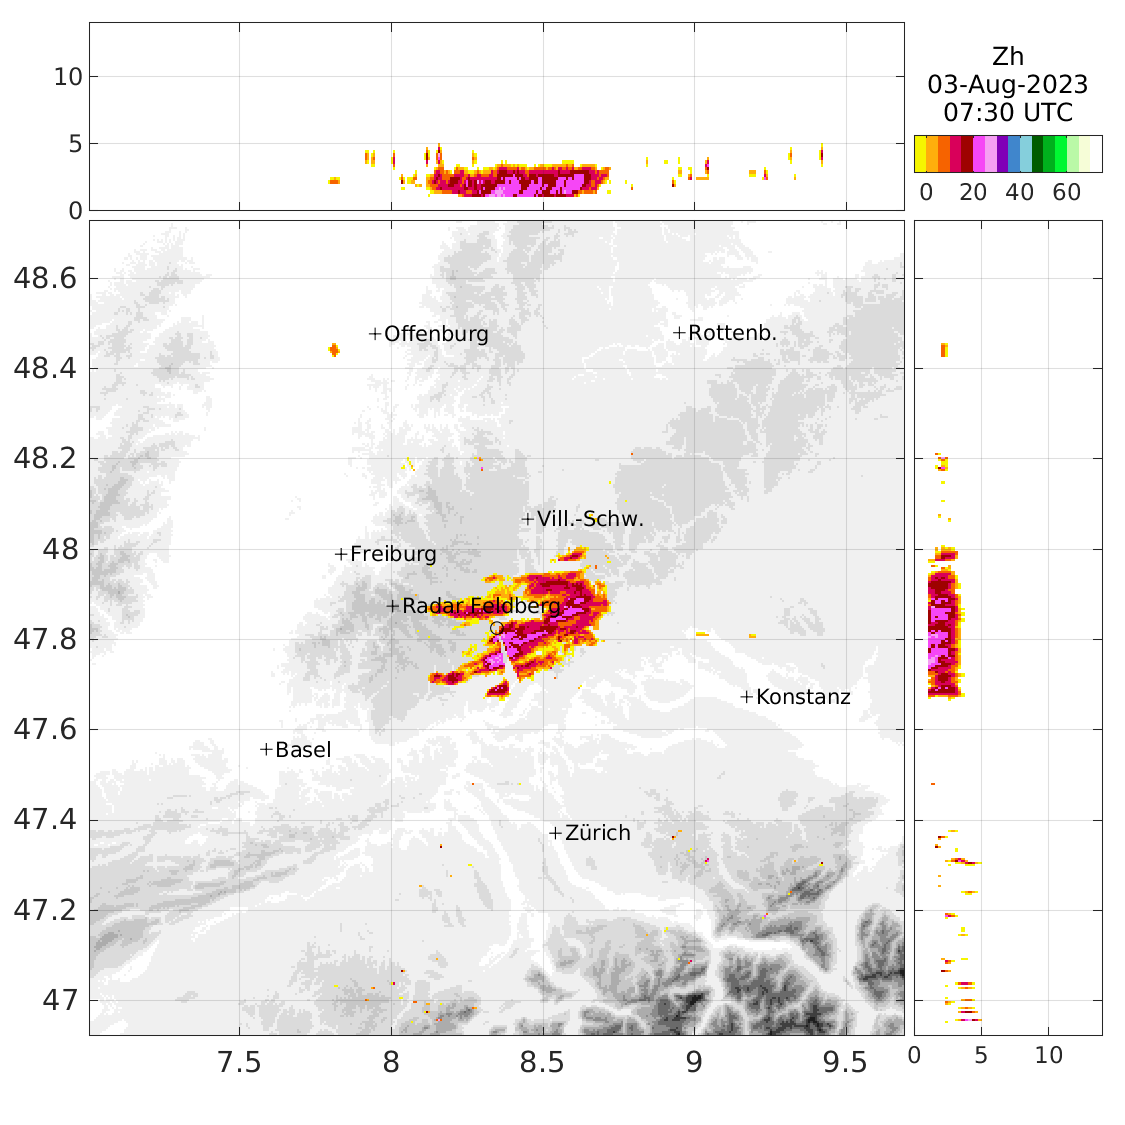 10
5
0
Zh
03-Aug-2023
07:30 UTC
0 20 40 60
48.6
48.4
48.2
48
47.8
47.6
47.4
47.2
47
+Offenburg
+Rottenb.
+Vill.-Schw.
+Freiburg
+Radar Feldberg
+Konstanz
+Basel
+Zürich
7.5 8 8.5 9 9.5
0 5 10